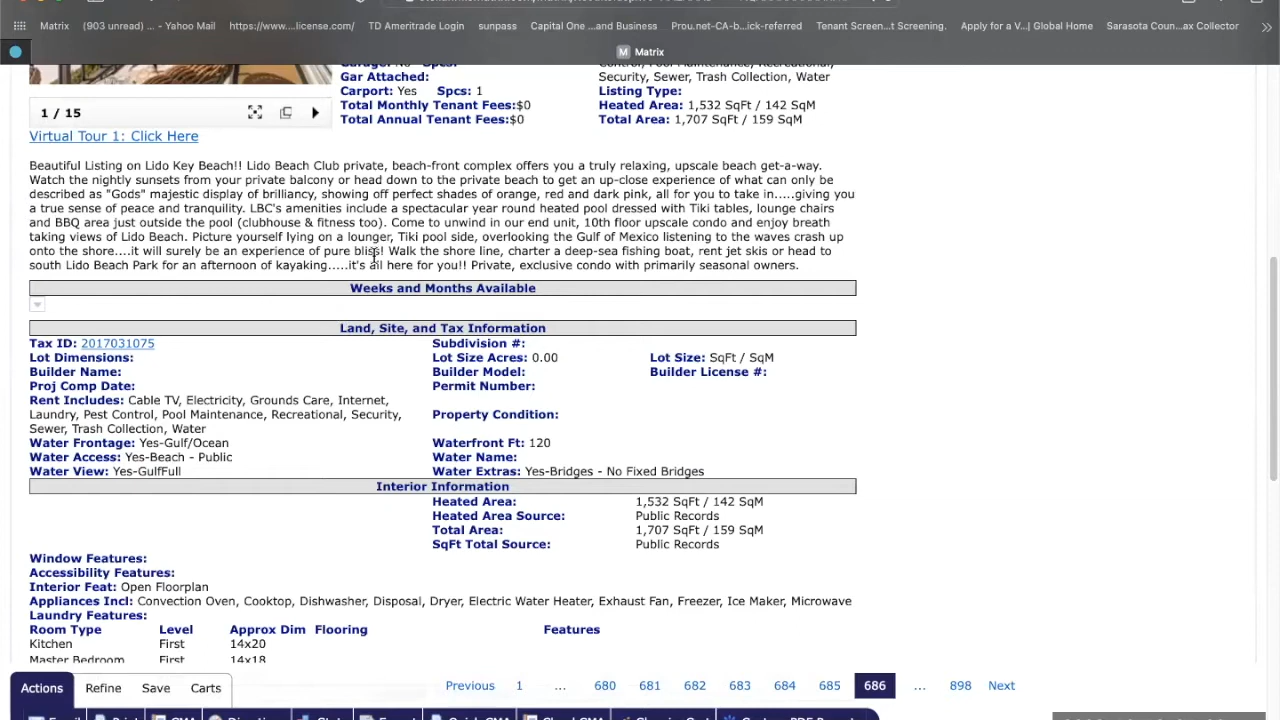 Matrix (903 unread) ... - Yahoo Mail https://www....license.com/ TD Ameritrade Login sunpass Capital One ...and Business Prou.net-CA-b...ick-referred Tenant Screen...t Screening. Apply for a V...| Global Home Sarasota Coun...ax Collector
Matrix
Gar Attached: Security, Sewer, Trash Collection, Water
Carport: Yes Spcs: 1 Listing Type:
Total Monthly Tenant Fees:$0 Heated Area: 1,532 SqFt / 142 SqM
1 / 15
Total Annual Tenant Fees:$0 Total Area: 1,707 SqFt / 159 SqM
Virtual Tour 1: Click Here
Beautiful Listing on Lido Key Beach!! Lido Beach Club private, beach-front complex offers you a truly relaxing, upscale beach get-a-way.
Watch the nightly sunsets from your private balcony or head down to the private beach to get an up-close experience of what can only be
described as "Gods" majestic display of brilliancy, showing off perfect shades of orange, red and dark pink, all for you to take in.....giving you
a true sense of peace and tranquility. LBC's amenities include a spectacular year round heated pool dressed with Tiki tables, lounge chairs
and BBQ area just outside the pool (clubhouse & fitness too). Come to unwind in our end unit, 10th floor upscale condo and enjoy breath
taking views of Lido Beach. Picture yourself lying on a lounger, Tiki pool side, overlooking the Gulf of Mexico listening to the waves crash up
onto the shore....it will surely be an experience of pure bliss! Walk the shore line, charter a deep-sea fishing boat, rent jet skis or head to
south Lido Beach Park for an afternoon of kayaking.....it's all here for you!! Private, exclusive condo with primarily seasonal owners.
Weeks and Months Available
Land, Site, and Tax Information
Tax ID: 2017031075 Subdivision #:
Lot Dimensions: Lot Size Acres: 0.00 Lot Size: SqFt / SqM
Builder Name: Builder Model: Builder License #:
Proj Comp Date: Permit Number:
Rent Includes: Cable TV, Electricity, Grounds Care, Internet,
Laundry, Pest Control, Pool Maintenance, Recreational, Security, Property Condition:
Sewer, Trash Collection, Water
Water Frontage: Yes-Gulf/Ocean Waterfront Ft: 120
Water Access: Yes-Beach - Public Water Name:
Water View: Yes-GulfFull Water Extras: Yes-Bridges - No Fixed Bridges
Interior Information
Heated Area: 1,532 SqFt / 142 SqM
Heated Area Source: Public Records
Total Area: 1,707 SqFt / 159 SqM
SqFt Total Source: Public Records
Window Features:
Accessibility Features:
Interior Feat: Open Floorplan
Appliances Incl: Convection Oven, Cooktop, Dishwasher, Disposal, Dryer, Electric Water Heater, Exhaust Fan, Freezer, Ice Maker, Microwave
Laundry Features:
Room Type Level Approx Dim Flooring Features
Kitchen First 14x20
Master Bedroom First 14x18
Actions Refine Save Carts Previous 1 ... 680 681 682 683 684 685 686 ... 898 Next